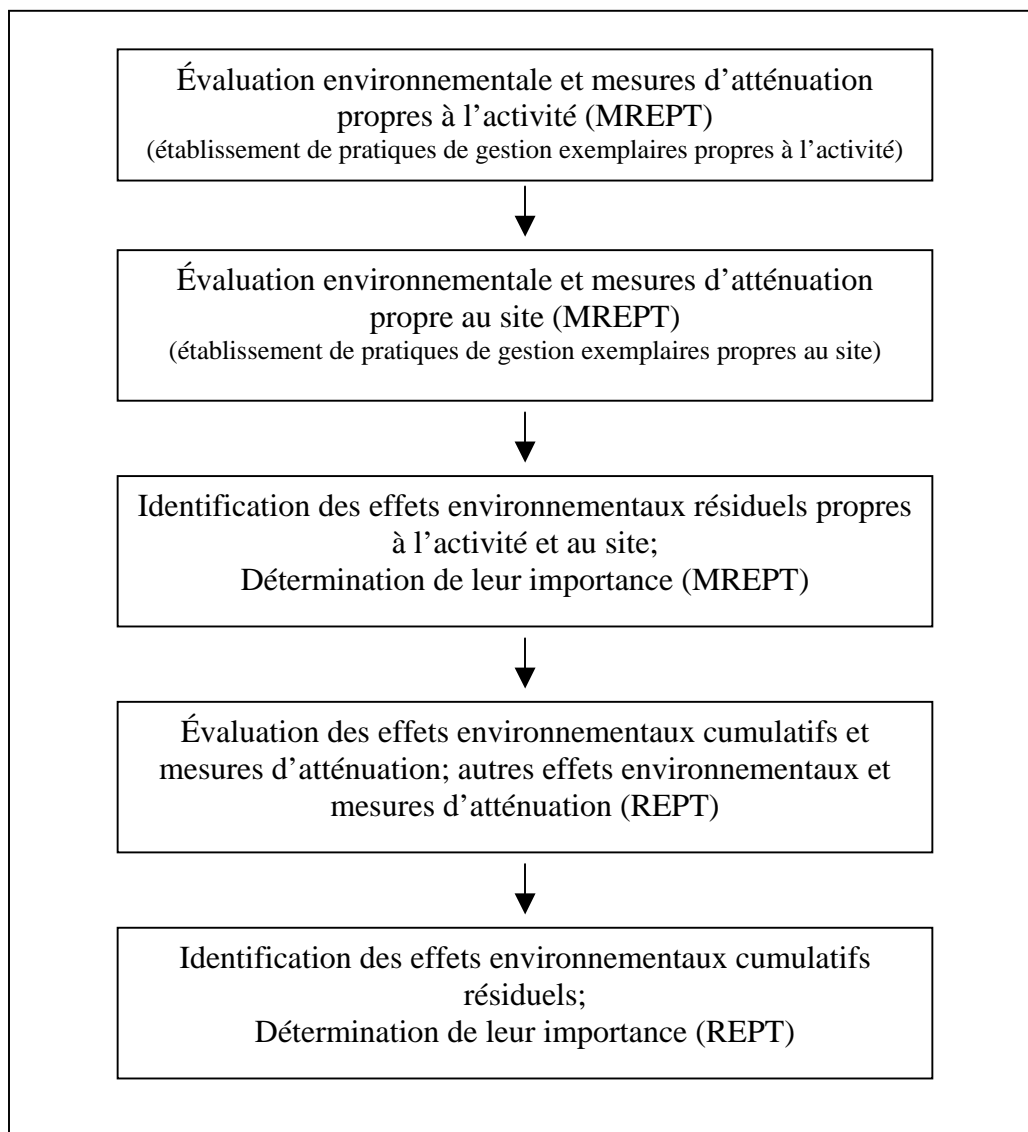 Évaluation environnementale et mesures d’atténuation
propres à l’activité (MREPT)
(établissement de pratiques de gestion exemplaires propres à l’activité)
Évaluation environnementale et mesures d’atténuation
propre au site (MREPT)
(établissement de pratiques de gestion exemplaires propres au site)
Identification des effets environnementaux résiduels propres
à l’activité et au site;
Détermination de leur importance (MREPT)
Évaluation des effets environnementaux cumulatifs et
mesures d’atténuation; autres effets environnementaux et
mesures d’atténuation (REPT)
Identification des effets environnementaux cumulatifs
résiduels;
Détermination de leur importance (REPT)